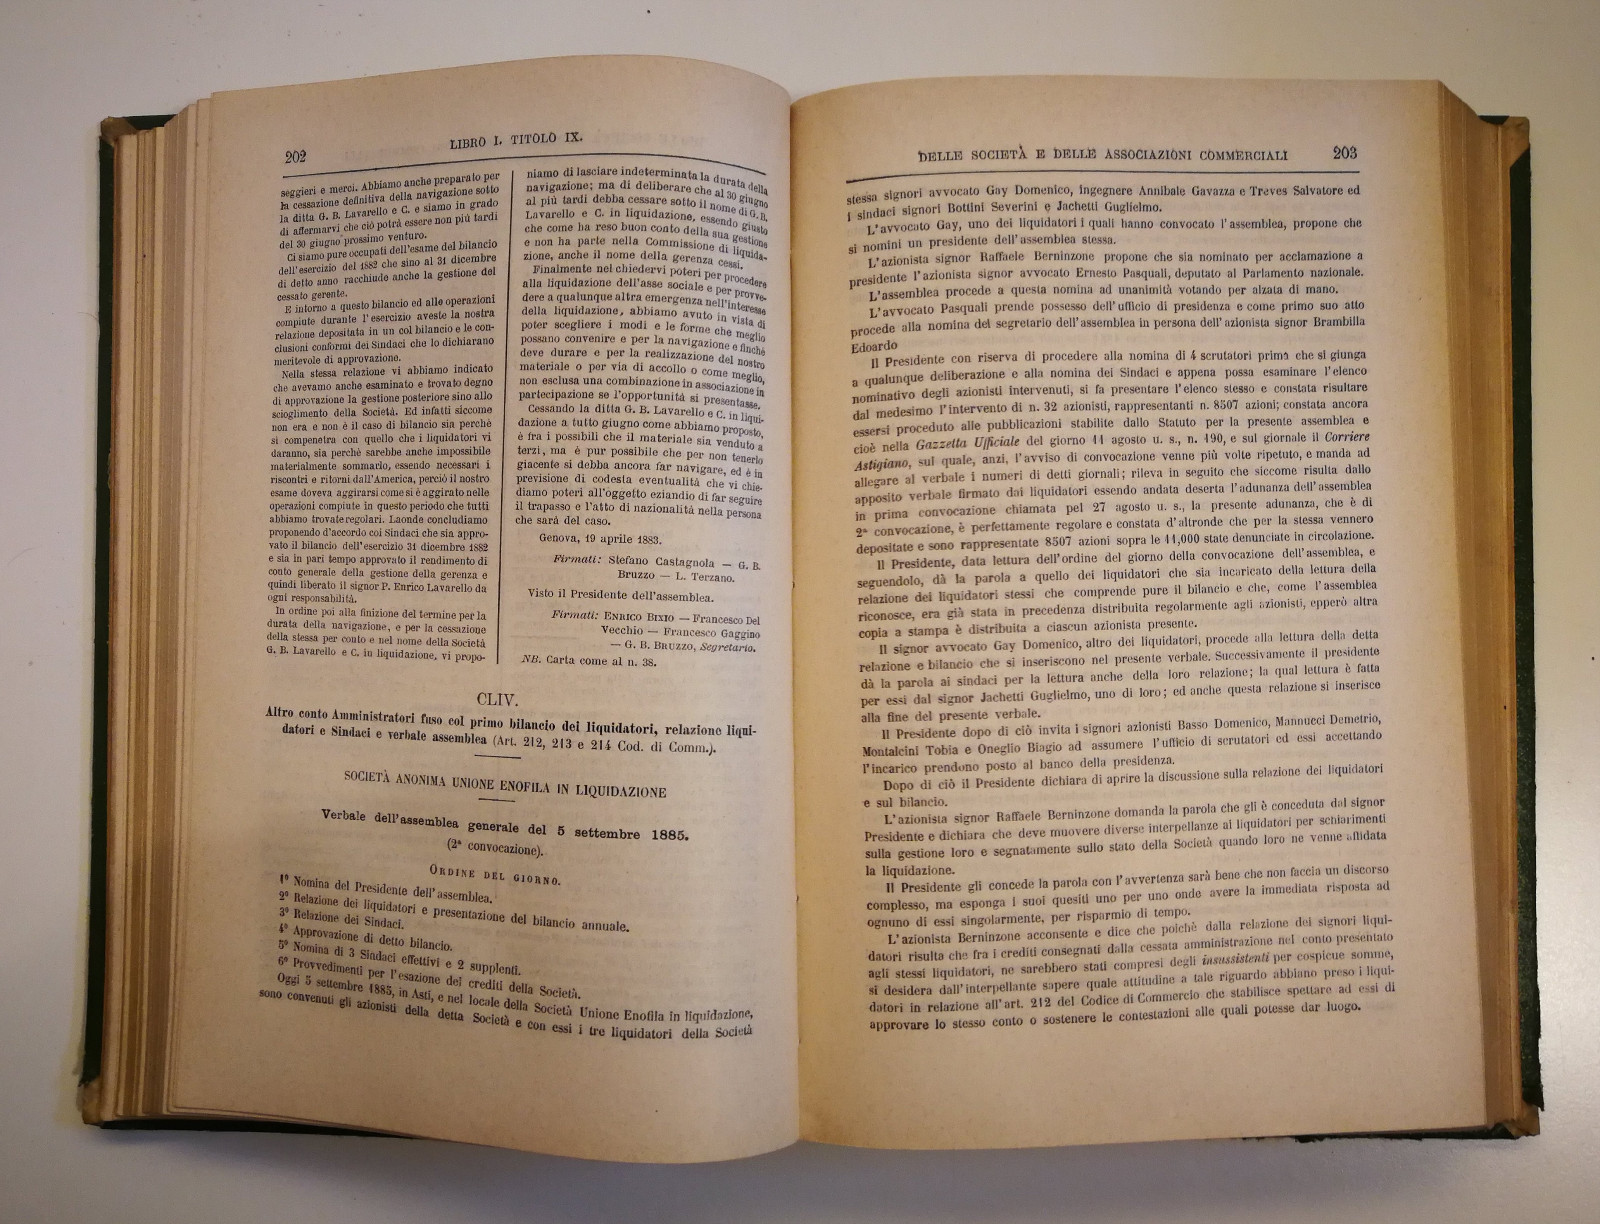 202
LIBRO I. TITOLO IX.
seggieri e merci. Abbiamo anche preparato per
la cessazione definitiva della navigazione sotto
la ditta G. B. Lavarello e C. e siamo in grado
di affermarvi che ciò potrà essere non più tardi
del 30 giugno prossimo venturo.
Ci siamo pure occupati dell'esame del bilancio
dell'esercizio del 1882 che sino al 31 dicembre
di detto anno racchiude anche la gestione del
cessato gerente.
E intorno a questo bilancio ed alle operazioni
compiute durante l'esercizio aveste la nostra
relazione depositata in un col bilancio e le con-
clusioni conformi dei Sindaci che lo dichiarano
meritevole di approvazione.
Nella stessa relazione vi abbiamo indicato
che avevamo anche esaminato e trovato degno
di approvazione la gestione posteriore sino allo
scioglimento della Società. Ed infatti siccome
non era e non è il caso di bilancio sia perchè
si compenetra con quello che i liquidatori vi
daranno, sia perchè sarebbe anche impossibile
materialmente sommarlo, essendo necessari i
riscontri e ritorni dall'America, perciò il nostro
esame doveva aggirarsi come si è aggirato nelle
operazioni compiute in questo periodo che tutti
abbiamo trovate regolari. Laonde concludiamo
proponendo d'accordo coi Sindaci che sia appro-
vato il bilancio dell'esercizio 31 dicembre 1882
e sia in pari tempo approvato il rendimento di
conto generale della gestione della gerenza e
quindi liberato il signor P. Enrico Lavarello da
ogni responsabilità.
In ordine poi alla finizione del termine per la
durata della navigazione, e per la cessazione
della stessa per conto e nel nome della Società
G. B. Lavarello e C. in liquidazione, vi propo-
niamo di lasciare indeterminata la durata della
navigazione; ma di deliberare che al 30 giugno
al più tardi debba cessare sotto il nome di G. B.
Lavarello e C. in liquidazione, essendo giusto
che come ha reso buon conto della sua gestione
e non ha parte nella Commissione di liquida-
zione, anche il nome della gerenza cessi.
Finalmente nel chiedervi poteri per procedere
alla liquidazione dell'asse sociale e per provve-
dere a qualunque altra emergenza nell'interesse
della liquidazione, abbiamo avuto in vista di
poter scegliere i modi e le forme che meglio
possano convenire e per la navigazione e finchè
deve durare e per la realizzazione del nostro
materiale o per via di accollo o come meglio,
non esclusa una combinazione in associazione in
partecipazione se l'opportunità si presentasse.
Cessando la ditta G. B. Lavarello e C. in liqui-
dazione a tutto giugno come abbiamo proposto,
è fra i possibili che il materiale sia venduto a
terzi, ma è pur possibile che per non tenerlo
giacente si debba ancora far navigare, ed è in
previsione di codesta eventualità che vi chie-
diamo poteri all'oggetto eziandio di far seguire
il trapasso e l'atto di nazionalità nella persona
che sarà del caso.
Genova, 19 aprile 1883.
Firmati: Stefano Castagnola — G. B.
Bruzzo — L. Terzano.
Visto il Presidente dell'assemblea.
Firmati: ENRICO BIXIO — Francesco Del
Vecchio — Francesco Gaggino
— G. B. BRUZZO, Segretario.
NB. Carta come al n. 38.
CLIV.
Altro conto Amministratori fuso col primo bilancio dei liquidatori, relazione liqui-
datori e Sindaci e verbale assemblea (Art. 212, 213 e 214 Cod. di Comm.).
SOCIETÀ ANONIMA UNIONE ENOFILA IN LIQUIDAZIONE
Verbale dell'assemblea generale del 5 settembre 1885.
(2ª convocazione).
ORDINE DEL GIORNO.
1° Nomina del Presidente dell'assemblea.
2° Relazione dei liquidatori e presentazione del bilancio annuale.
3° Relazione dei Sindaci.
4° Approvazione di detto bilancio.
5° Nomina di 3 Sindaci effettivi e 2 supplenti.
6° Provvedimenti per l'esazione dei crediti della Società.
Oggi 5 settembre 1885, in Asti, e nel locale della Società Unione Enofila in liquidazione,
sono convenuti gli azionisti della detta Società e con essi i tre liquidatori della Società
DELLE SOCIETÀ E DELLE ASSOCIAZIONI COMMERCIALI
203
stessa signori avvocato Gay Domenico, ingegnere Annibale Gavazza e Treves Salvatore ed
i sindaci signori Bottini Severini e Jachetti Guglielmo.
L'avvocato Gay, uno dei liquidatori i quali hanno convocato l'assemblea, propone che
si nomini un presidente dell'assemblea stessa.
L'azionista signor Raffaele Berninzone propone che sia nominato per acclamazione a
presidente l'azionista signor avvocato Ernesto Pasquali, deputato al Parlamento nazionale.
L'assemblea procede a questa nomina ad unanimità votando per alzata di mano.
L'avvocato Pasquali prende possesso dell'ufficio di presidenza e come primo suo atto
procede alla nomina del segretario dell'assemblea in persona dell'azionista signor Brambilla
Edoardo
Il Presidente con riserva di procedere alla nomina di 4 scrutatori prima che si giunga
a qualunque deliberazione e alla nomina dei Sindaci e appena possa esaminare l'elenco
nominativo degli azionisti intervenuti, si fa presentare l'elenco stesso e constata risultare
dal medesimo l'intervento di n. 32 azionisti, rappresentanti n. 8507 azioni; constata ancora
essersi proceduto alle pubblicazioni stabilite dallo Statuto per la presente assemblea e
cioè nella Gazzetta Ufficiale del giorno 11 agosto u. s., n. 190, e sul giornale il Corriere
Astigiano, sul quale, anzi, l'avviso di convocazione venne più volte ripetuto, e manda ad
allegare al verbale i numeri di detti giornali; rileva in seguito che siccome risulta dallo
apposito verbale firmato dai liquidatori essendo andata deserta l'adunanza dell'assemblea
in prima convocazione chiamata pel 27 agosto u. s., la presente adunanza, che è di
2ª convocazione, è perfettamente regolare e constata d'altronde che per la stessa vennero
depositate e sono rappresentate 8507 azioni sopra le 11,000 state denunciate in circolazione.
Il Presidente, data lettura dell'ordine del giorno della convocazione dell'assemblea, e
seguendolo, dà la parola a quello dei liquidatori che sia incaricato della lettura della
relazione dei liquidatori stessi che comprende pure il bilancio e che, come l'assemblea
riconosce, era già stata in precedenza distribuita regolarmente agli azionisti, epperò altra
copia a stampa è distribuita a ciascun azionista presente.
Il signor avvocato Gay Domenico, altro dei liquidatori, procede alla lettura della detta
relazione e bilancio che si inseriscono nel presente verbale. Successivamente il presidente
dà la parola ai sindaci per la lettura anche della loro relazione; la qual lettura è fatta
per essi dal signor Jachetti Guglielmo, uno di loro; ed anche questa relazione si inserisce
alla fine del presente verbale.
Il Presidente dopo di ciò invita i signori azionisti Basso Domenico, Mannucci Demetrio,
Montalcini Tobia e Oneglio Biagio ad assumere l'ufficio di scrutatori ed essi accettando
l'incarico prendono posto al banco della presidenza.
Dopo di ciò il Presidente dichiara di aprire la discussione sulla relazione dei liquidatori
e sul bilancio.
L'azionista signor Raffaele Berninzone domanda la parola che gli è conceduta dal signor
Presidente e dichiara che deve muovere diverse interpellanze ai liquidatori per schiarimenti
sulla gestione loro e segnatamente sullo stato della Società quando loro ne venne affidata
la liquidazione.
Il Presidente gli concede la parola con l'avvertenza sarà bene che non faccia un discorso
complesso, ma esponga i suoi quesiti uno per uno onde avere la immediata risposta ad
ognuno di essi singolarmente, per risparmio di tempo.
L'azionista Berninzone acconsente e dice che poichè dalla relazione dei signori liqui-
datori risulta che fra i crediti consegnati dalla cessata amministrazione nel conto presentato
agli stessi liquidatori, ne sarebbero stati compresi degli insussistenti per cospicue somme,
si desidera dall'interpellante sapere quale attitudine a tale riguardo abbiano preso i liqui-
datori in relazione all'art. 212 del Codice di Commercio che stabilisce spettare ad essi di
approvare lo stesso conto o sostenere le contestazioni alle quali potesse dar luogo.